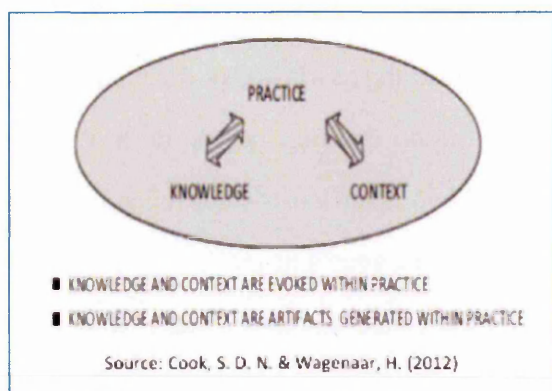 PRACTICE
KNOWLEDGE CONTEXT
KNOWLEDGE AND CONTEXT ARE EVOKED WITHIN PRACTICE
KNOWLEDGE AND CONTEXT ARE ARTIFACTS GENERATED WITHIN PRACTICE
Source: Cook, S. D. N. & Wagenaar, H. (2012)